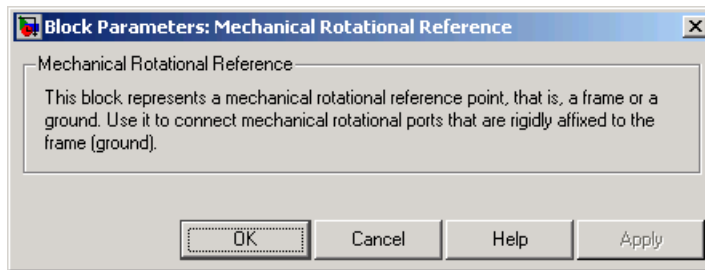 Block Parameters: Mechanical Rotational Reference
Mechanical Rotational Reference
This block represents a mechanical rotational reference point, that is, a frame or a
ground. Use it to connect mechanical rotational ports that are rigidly affixed to the
frame (ground).
OK Cancel Help Apply